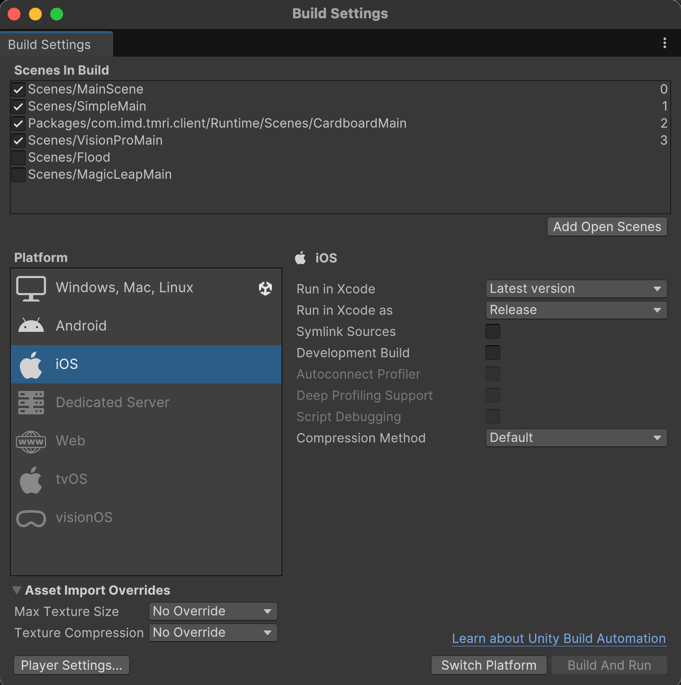 Build Settings
Build Settings
Scenes In Build
Scenes/MainScene 0
Scenes/SimpleMain 1
Packages/com.imd.tmri.client/Runtime/Scenes/CardboardMain 2
Scenes/VisionProMain 3
Scenes/Flood
Scenes/MagicLeapMain
Add Open Scenes
Platform
Windows, Mac, Linux
Android
iOS
Dedicated Server
WWW Web
tvOS
visionOS
iOS
Run in Xcode Latest version
Run in Xcode as Release
Symlink Sources
Development Build
Autoconnect Profiler
Deep Profiling Support
Script Debugging
Compression Method Default
Asset Import Overrides
Max Texture Size No Override
Texture Compression No Override
Learn about Unity Build Automation
Player Settings... Switch Platform Build And Run